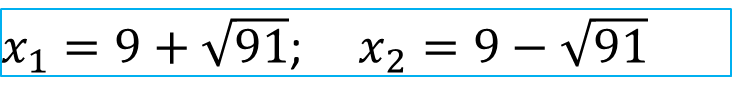 x₁ = 9 + √91; x₂ = 9 − √91